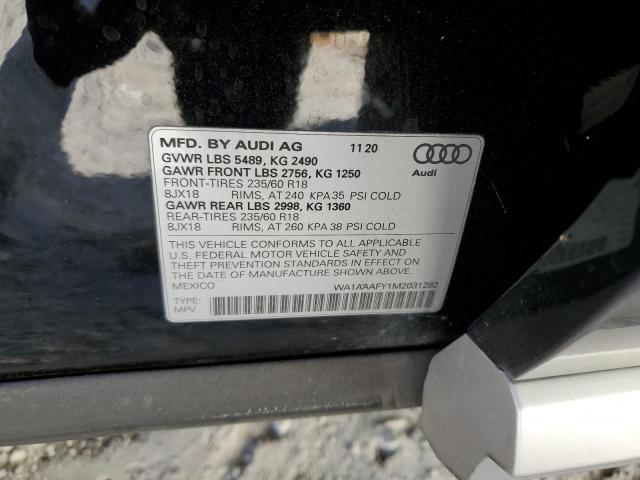 MFD. BY AUDI AG 11 20
GVWR LBS 5489, KG 2490
GAWR FRONT LBS 2756, KG 1250
FRONT-TIRES 235/60 R18
8JX18 RIMS, AT 240 KPA 35 PSI COLD
GAWR REAR LBS 2998, KG 1360
REAR-TIRES 235/60 R18
8JX18 RIMS, AT 260 KPA 38 PSI COLD
THIS VEHICLE CONFORMS TO ALL APPLICABLE
U.S. FEDERAL MOTOR VEHICLE SAFETY AND
THEFT PREVENTION STANDARDS IN EFFECT ON
THE DATE OF MANUFACTURE SHOWN ABOVE.
MEXICO WA1AAAFY1M2031282
TYPE:
MPV
Audi